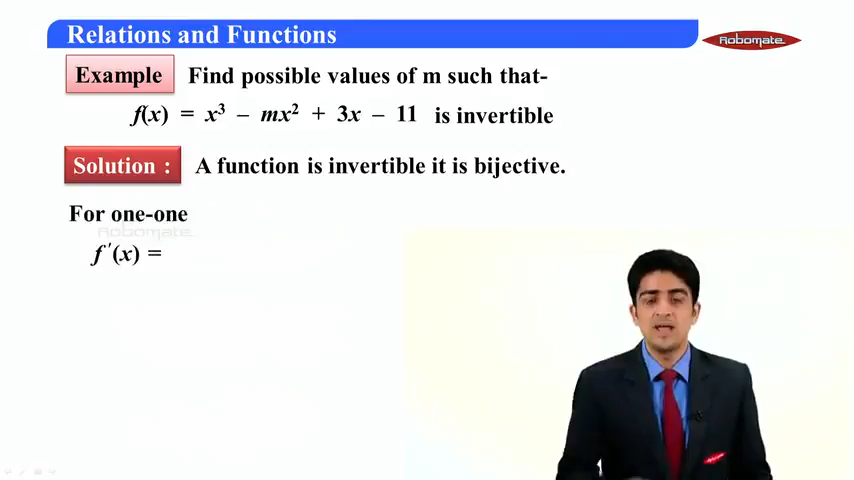 Relations and Functions
Robomate
Example Find possible values of m such that-
f(x) = x³ – mx² + 3x – 11 is invertible
Solution : A function is invertible it is bijective.
For one-one
Robomate
f ′(x) =